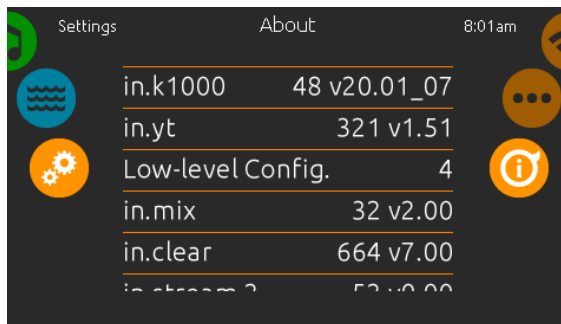 Settings
About
8:01am
in.k1000 48 v20.01_07
in.yt 321 v1.51
Low-level Config. 4
in.mix 32 v2.00
in.clear 664 v7.00